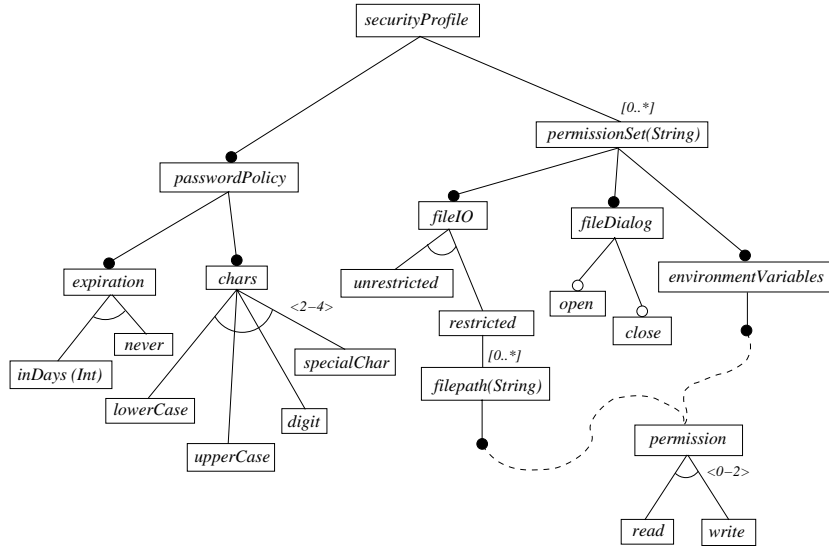 securityProfile
[0..*]
permissionSet(String)
passwordPolicy
fileIO
fileDialog
expiration
chars
unrestricted
environmentVariables
<2−4>
open
restricted
close
never
[0..*]
inDays (Int)
specialChar
filepath(String)
lowerCase
digit
permission
upperCase
<0−2>
read
write